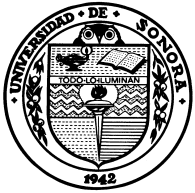 · UNIVERSIDAD · DE · SONORA ·
TODO·LO·ILUMINAN
1942